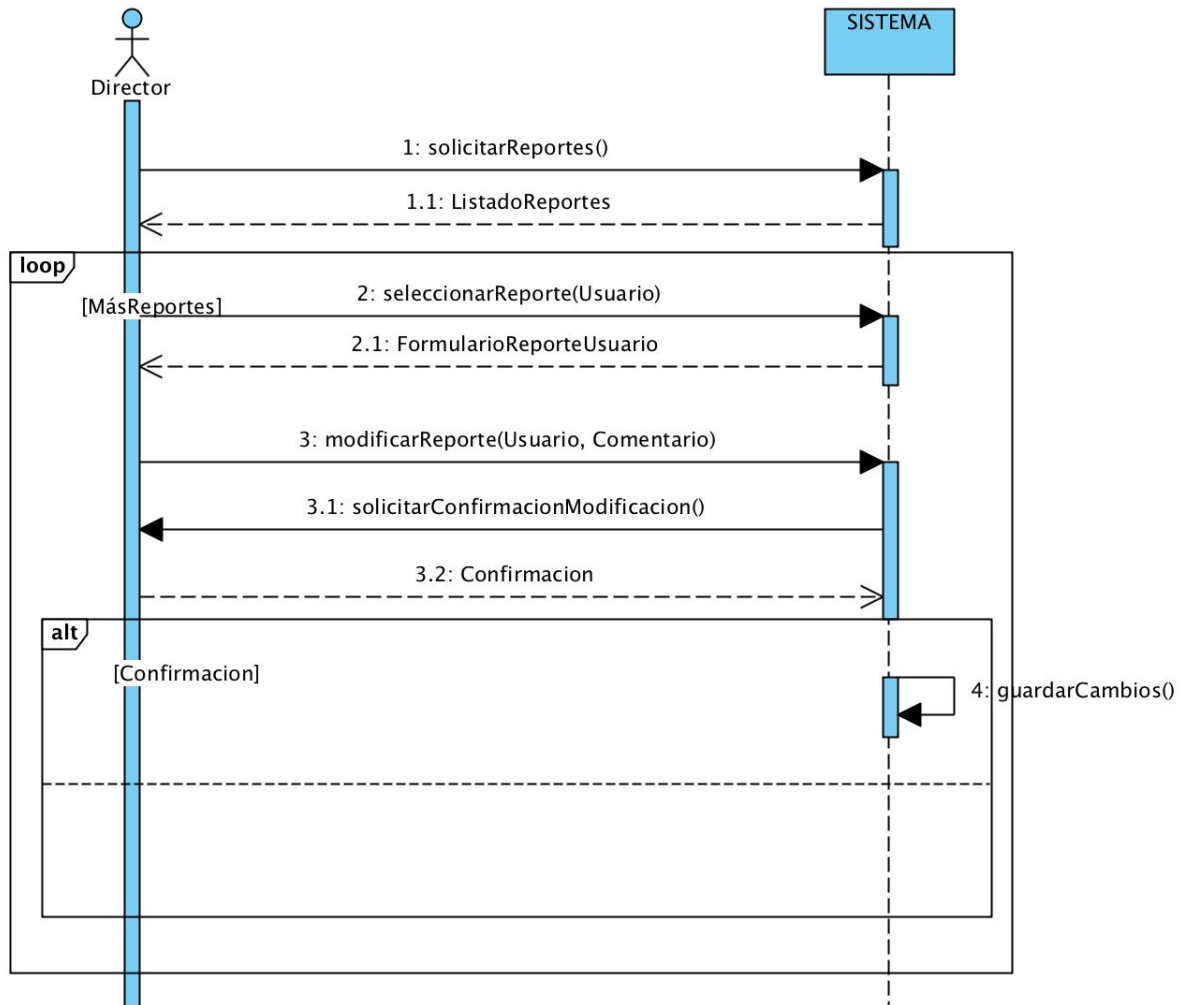 SISTEMA
Director
1: solicitarReportes()
1.1: ListadoReportes
loop
[MásReportes]
2: seleccionarReporte(Usuario)
2.1: FormularioReporteUsuario
3: modificarReporte(Usuario, Comentario)
3.1: solicitarConfirmacionModificacion()
3.2: Confirmacion
alt
[Confirmacion]
4: guardarCambios()